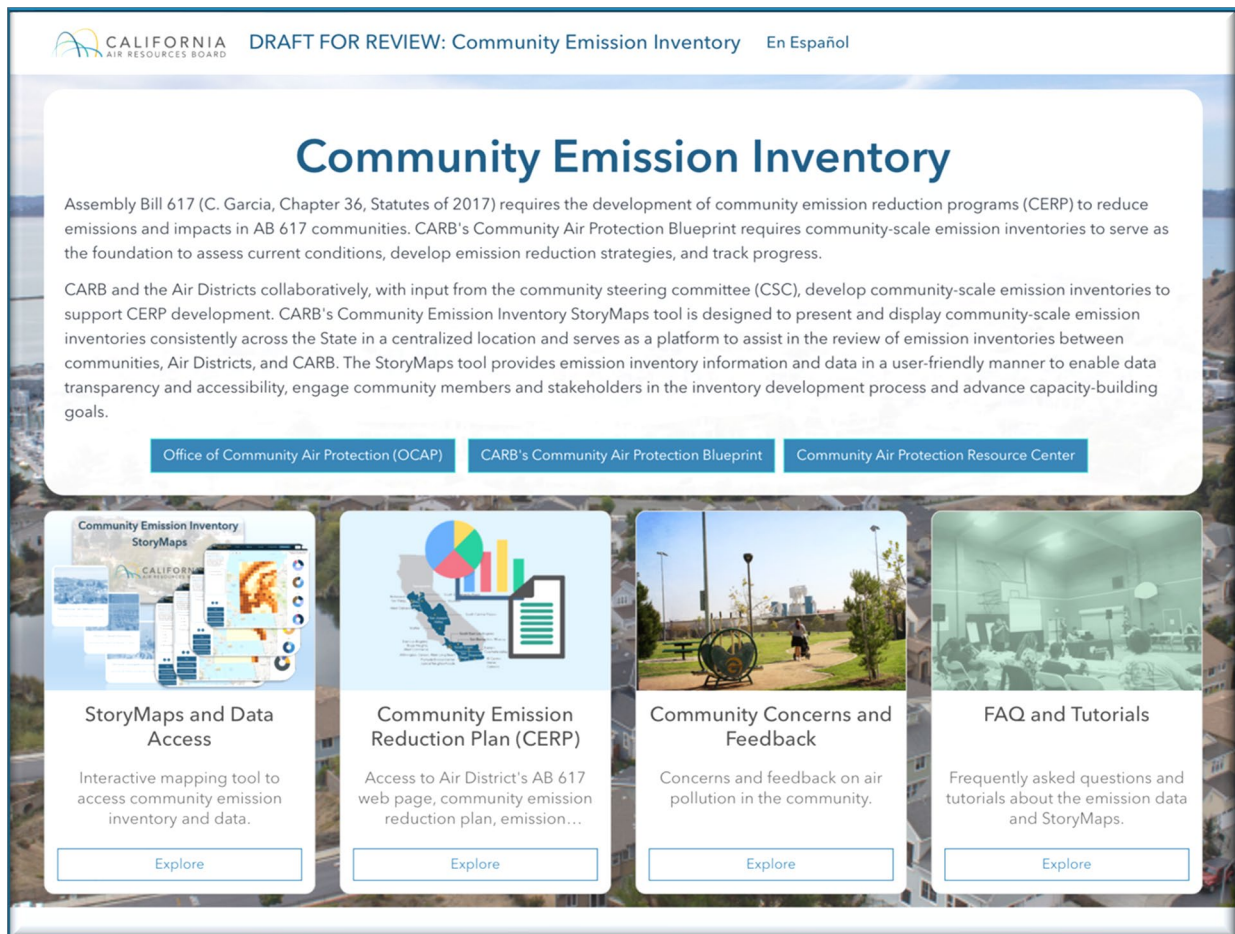 CALIFORNIA
AIR RESOURCES BOARD
DRAFT FOR REVIEW: Community Emission Inventory
En Español
Community Emission Inventory
Assembly Bill 617 (C. Garcia, Chapter 36, Statutes of 2017) requires the development of community emission reduction programs (CERP) to reduce
emissions and impacts in AB 617 communities. CARB's Community Air Protection Blueprint requires community-scale emission inventories to serve as
the foundation to assess current conditions, develop emission reduction strategies, and track progress.
CARB and the Air Districts collaboratively, with input from the community steering committee (CSC), develop community-scale emission inventories to
support CERP development. CARB's Community Emission Inventory StoryMaps tool is designed to present and display community-scale emission
inventories consistently across the State in a centralized location and serves as a platform to assist in the review of emission inventories between
communities, Air Districts, and CARB. The StoryMaps tool provides emission inventory information and data in a user-friendly manner to enable data
transparency and accessibility, engage community members and stakeholders in the inventory development process and advance capacity-building
goals.
Office of Community Air Protection (OCAP)
CARB's Community Air Protection Blueprint
Community Air Protection Resource Center
Community Emission Inventory
StoryMaps
StoryMaps and Data
Access
Interactive mapping tool to
access community emission
inventory and data.
Explore
Community Emission
Reduction Plan (CERP)
Access to Air District's AB 617
web page, community emission
reduction plan, emission…
Explore
Community Concerns and
Feedback
Concerns and feedback on air
pollution in the community.
Explore
FAQ and Tutorials
Frequently asked questions and
tutorials about the emission data
and StoryMaps.
Explore